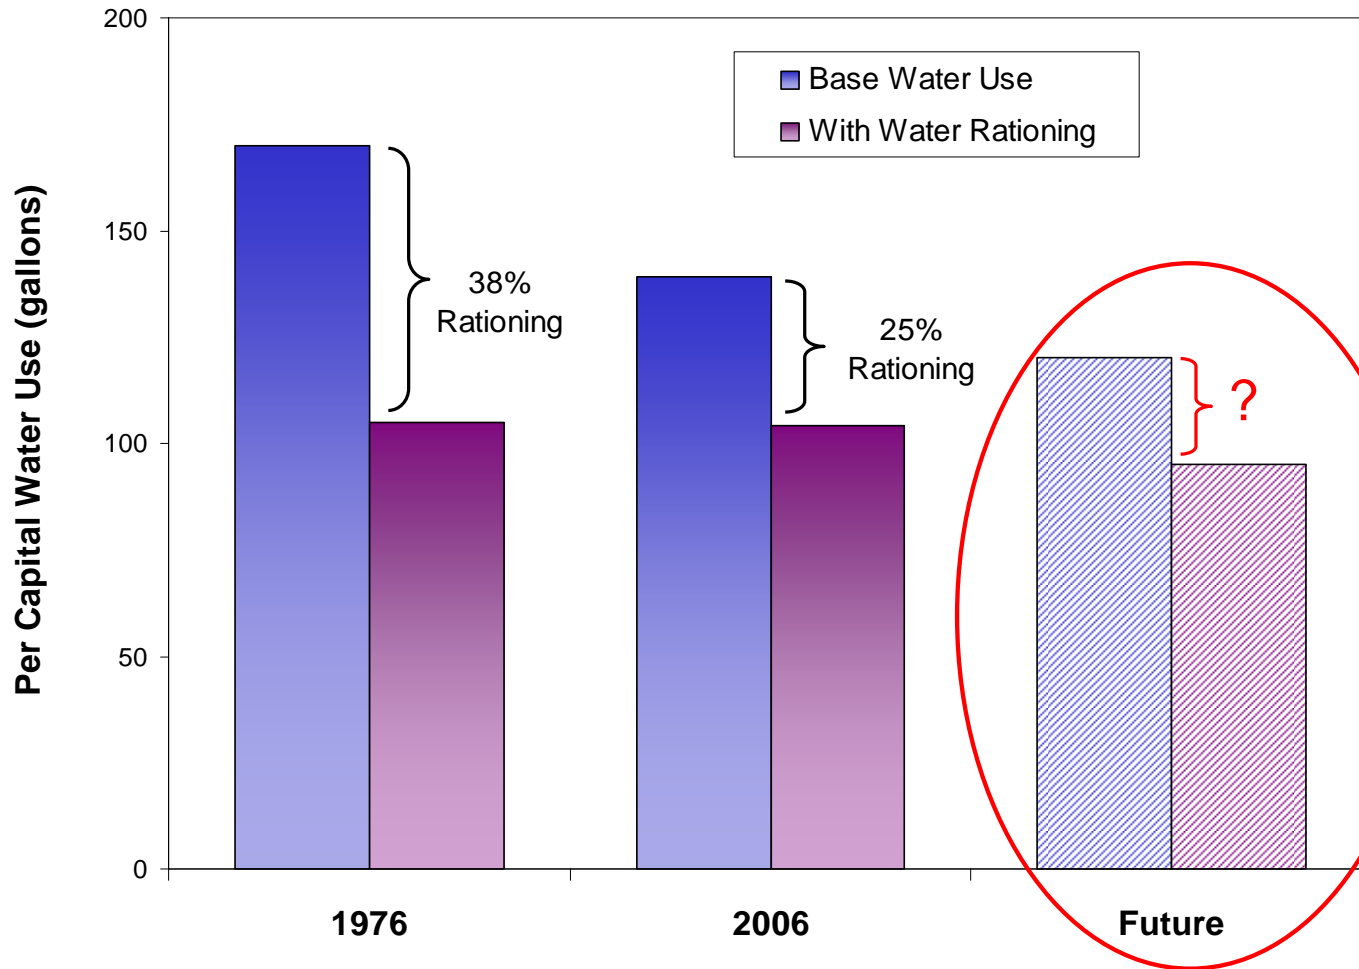 Per Capital Water Use (gallons)
200
150
100
50
0
Base Water Use
With Water Rationing
38%
Rationing
25%
Rationing
?
1976
2006
Future